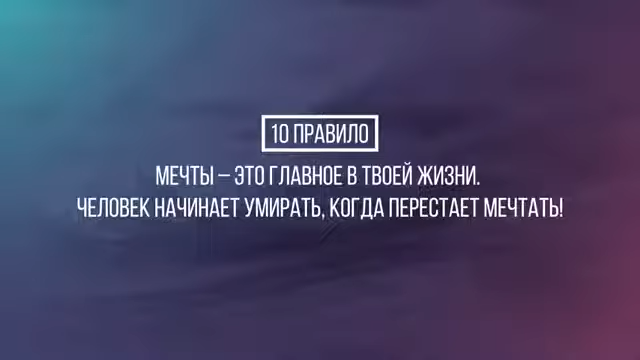 10 ПРАВИЛО
МЕЧТЫ – ЭТО ГЛАВНОЕ В ТВОЕЙ ЖИЗНИ.
ЧЕЛОВЕК НАЧИНАЕТ УМИРАТЬ, КОГДА ПЕРЕСТАЕТ МЕЧТАТЬ!